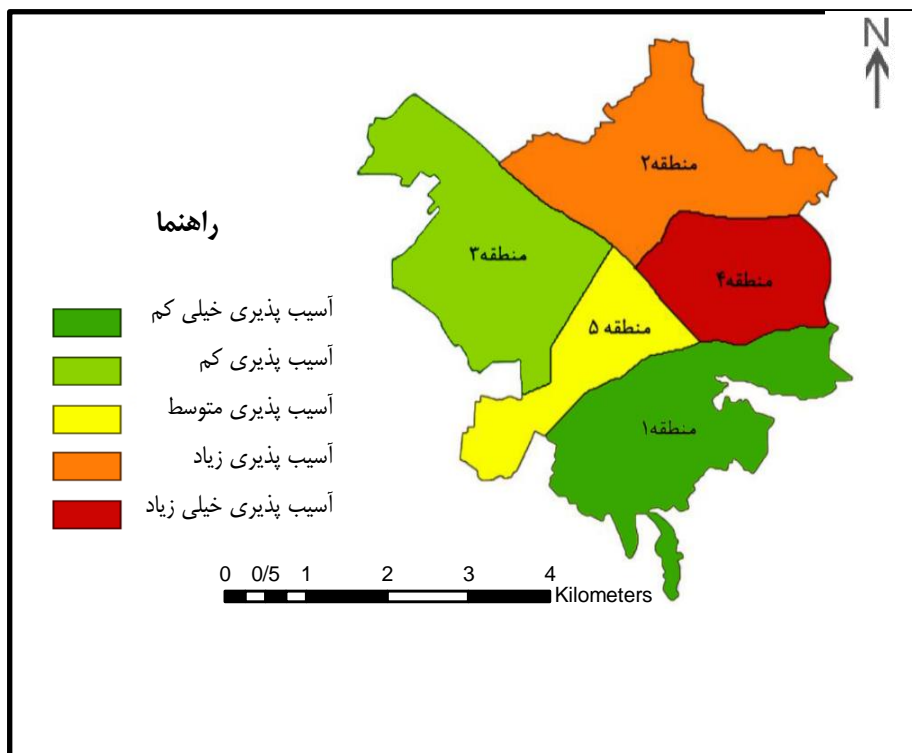 N
منطقه۲
راهنما
منطقه۳
منطقه۴
آسیب پذیری خیلی کم
منطقه ۵
آسیب پذیری کم
آسیب پذیری متوسط
منطقه۱
آسیب پذیری زیاد
آسیب پذیری خیلی زیاد
0 0/5 1 2 3 4
Kilometers